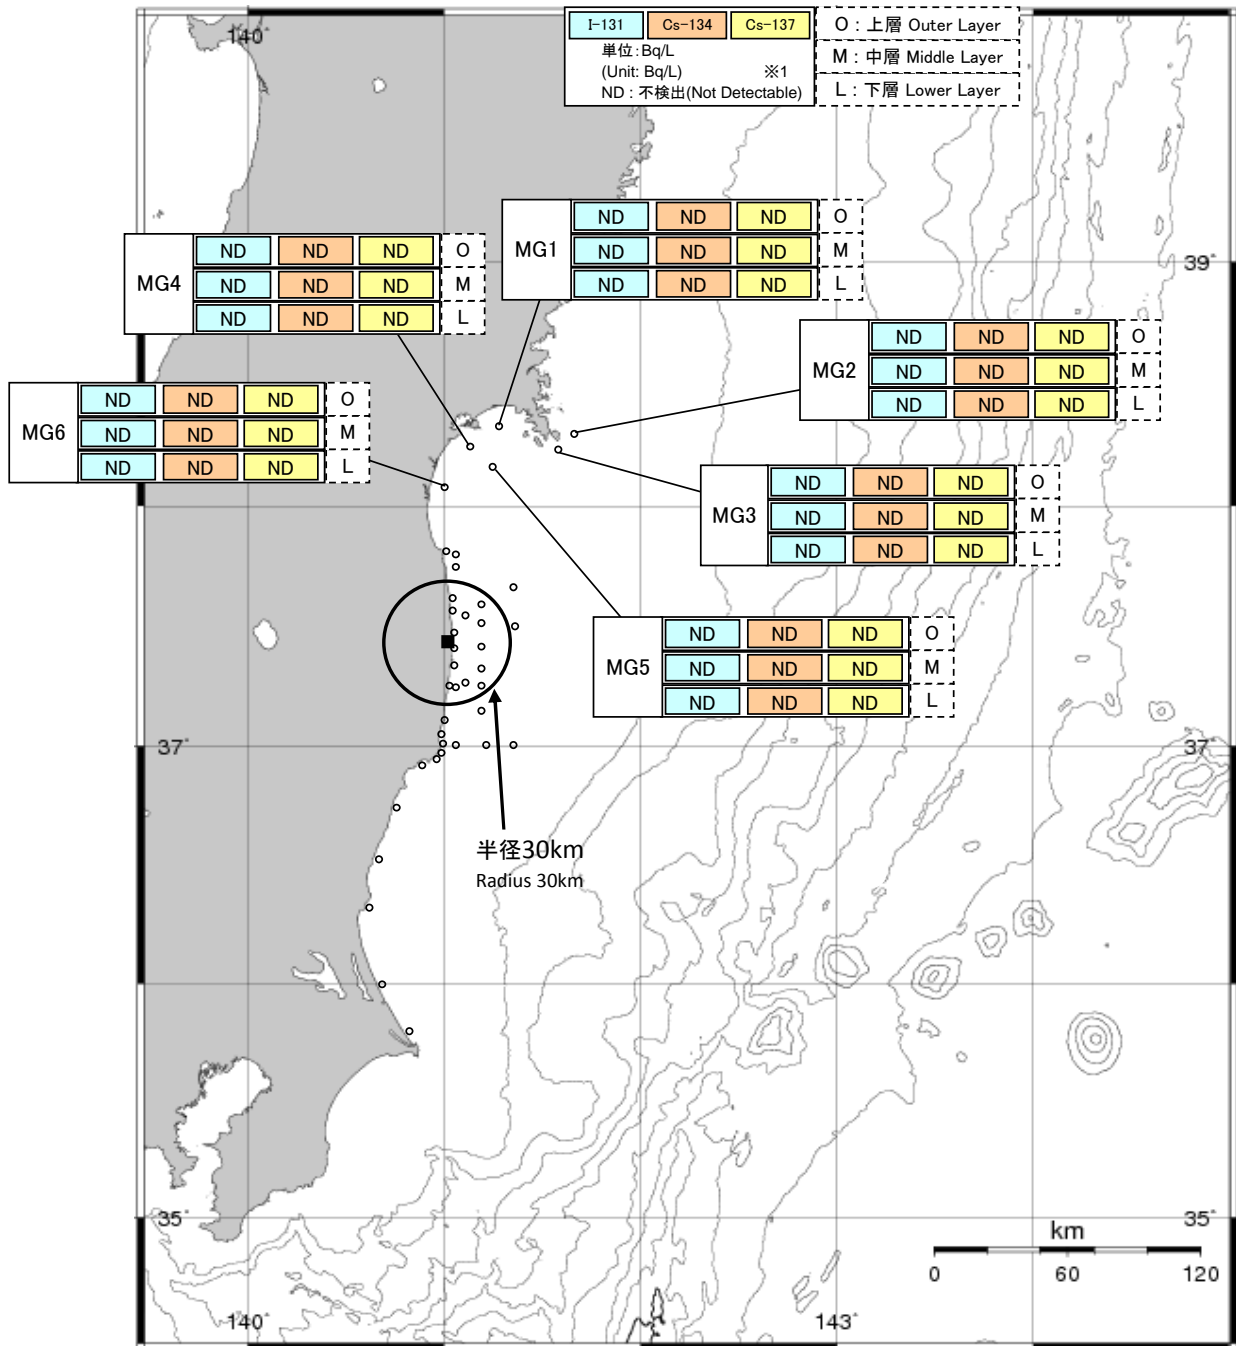 140°
I-131 Cs-134 Cs-137
単位:Bq/L
(Unit: Bq/L) ※1
ND : 不検出(Not Detectable)
O : 上層 Outer Layer
M : 中層 Middle Layer
L : 下層 Lower Layer
MG1
ND ND ND O
ND ND ND M
ND ND ND L
MG4
ND ND ND O
ND ND ND M
ND ND ND L
39°
MG2
ND ND ND O
ND ND ND M
ND ND ND L
MG6
ND ND ND O
ND ND ND M
ND ND ND L
MG3
ND ND ND O
ND ND ND M
ND ND ND L
MG5
ND ND ND O
ND ND ND M
ND ND ND L
37°
37°
半径30km
Radius 30km
35°
35°
km
0 60 120
140°
143°